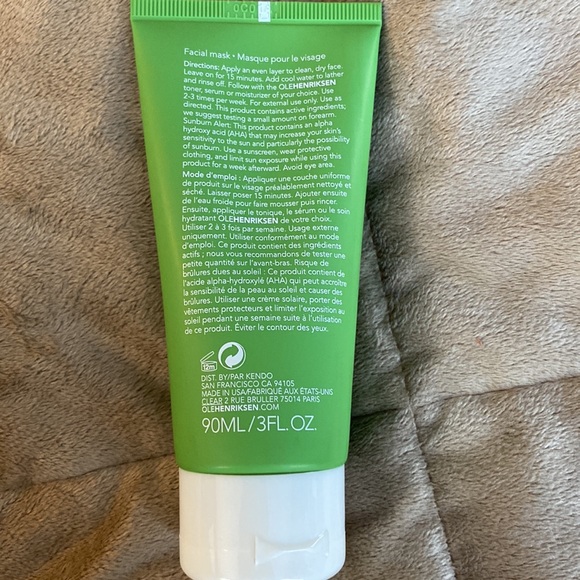 Facial mask • Masque pour le visage
Directions: Apply an even layer to clean, dry face.
Leave on for 15 minutes. Add cool water to lather
and rinse off. Follow with the OLEHENRIKSEN
toner, serum or moisturizer of your choice. Use
2-3 times per week. For external use only. Use as
directed. This product contains active ingredients;
we suggest testing a small amount on forearm.
Sunburn Alert: This product contains an alpha
hydroxy acid (AHA) that may increase your skin's
sensitivity to the sun and particularly the possibility
of sunburn. Use a sunscreen, wear protective
clothing, and limit sun exposure while using this
product for a week afterward. Avoid eye area.
Mode d'emploi : Appliquer une couche uniforme
de produit sur le visage préalablement nettoyé et
séché. Laisser poser 15 minutes. Ajouter ensuite
de l'eau froide pour faire mousser puis rincer.
Ensuite, appliquer le tonique, le sérum ou le soin
hydratant OLEHENRIKSEN de votre choix.
Utiliser 2 à 3 fois par semaine. Usage externe
uniquement. Utiliser conformément au mode
d'emploi. Ce produit contient des ingrédients
actifs ; nous vous recommandons de tester une
petite quantité sur l'avant-bras. Risque de
brûlures dues au soleil : Ce produit contient de
l'acide alpha-hydroxylé (AHA) qui peut accroître
la sensibilité de la peau au soleil et causer des
brûlures. Utiliser une crème solaire, porter des
vêtements protecteurs et limiter l'exposition au
soleil pendant une semaine suite à l'utilisation
de ce produit. Éviter le contour des yeux.
12m
DIST. BY/PAR KENDO
SAN FRANCISCO CA 94105
MADE IN USA/FABRIQUÉ AUX ÉTATS-UNIS
CLEAR 2 RUE BRULLER 75014 PARIS
OLEHENRIKSEN.COM
90ML/3FL.OZ.